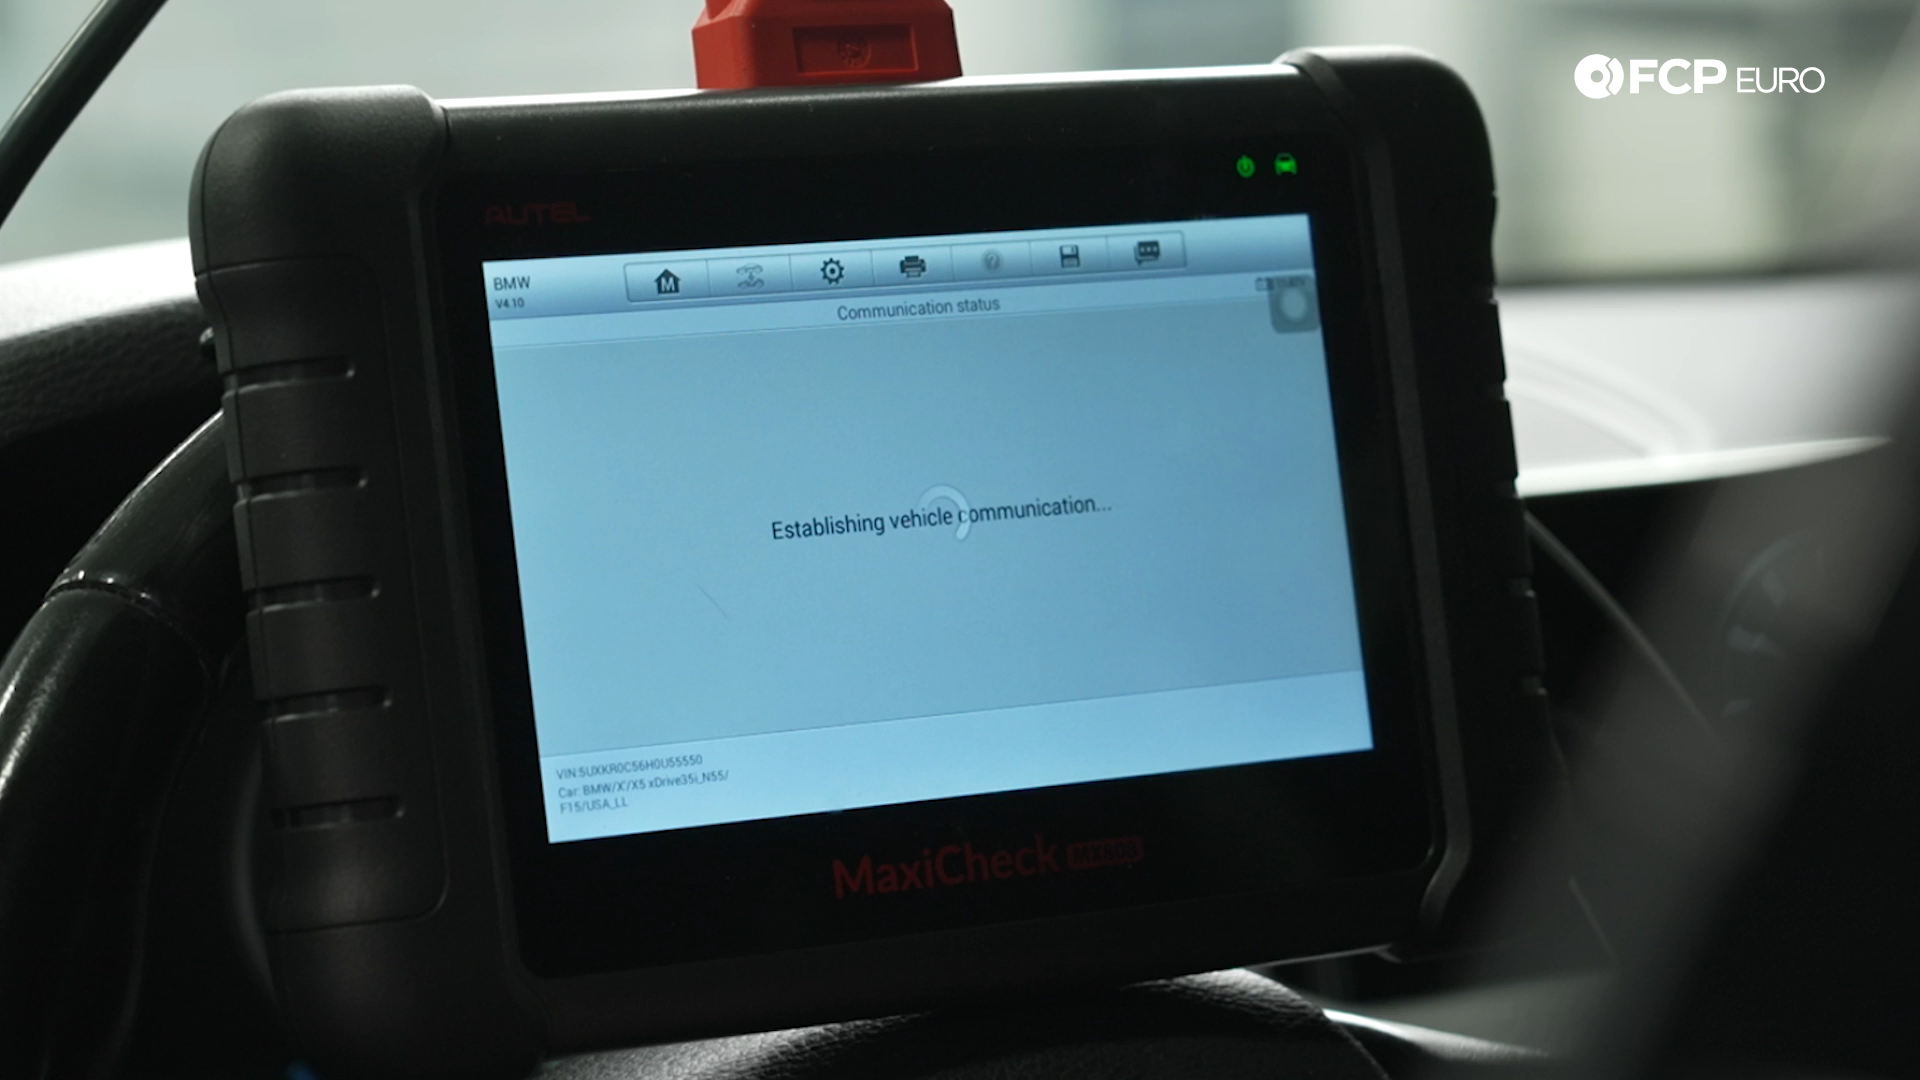 FCP EURO
AUTEL
BMW
V4.10
M
?
Communication status
Establishing vehicle communication...
VIN:5UXKR0C56H0U55550
Car: BMW/X'/X5 xDrive35i_N55/
F15/USA_LL
MaxiCheck MX808